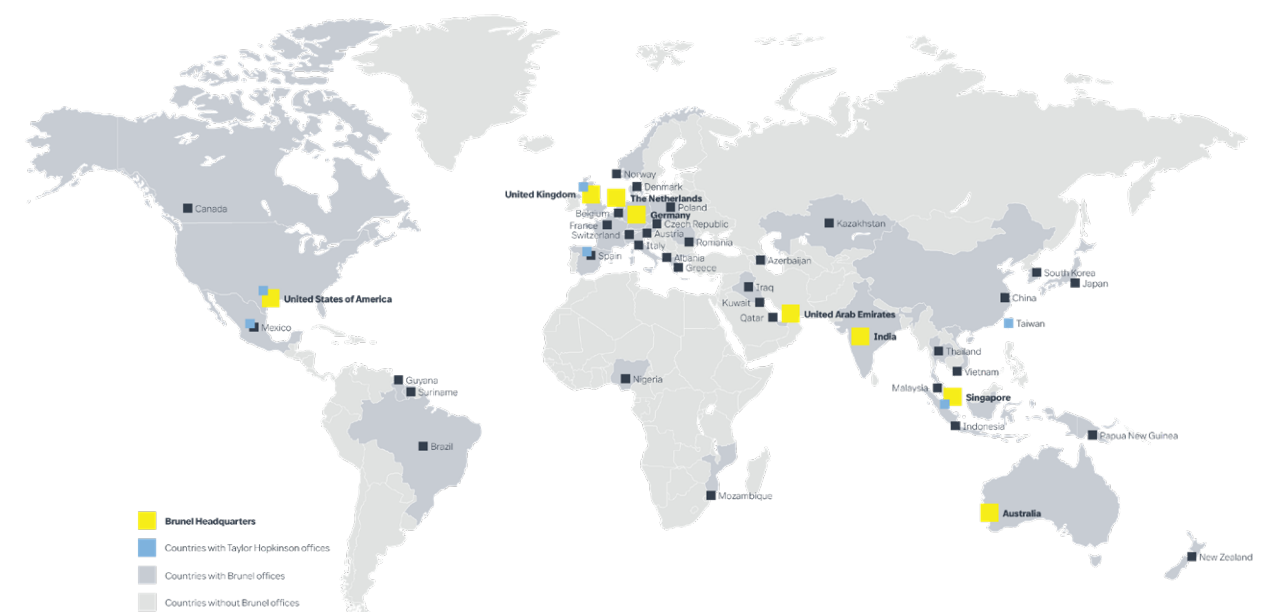 Norway
Denmark
United Kingdom
The Netherlands
Poland
Canada
Belgium
Germany
France
Czech Republic
Kazakhstan
Switzerland
Austria
Italy
Romania
Spain
Albania
Azerbaijan
Greece
South Korea
Japan
Iraq
United States of America
China
Kuwait
Qatar
United Arab Emirates
Mexico
Taiwan
India
Thailand
Vietnam
Guyana
Nigeria
Malaysia
Suriname
Singapore
Indonesia
Papua New Guinea
Brazil
Mozambique
Australia
Brunel Headquarters
Countries with Taylor Hopkinson offices
New Zealand
Countries with Brunel offices
Countries without Brunel offices